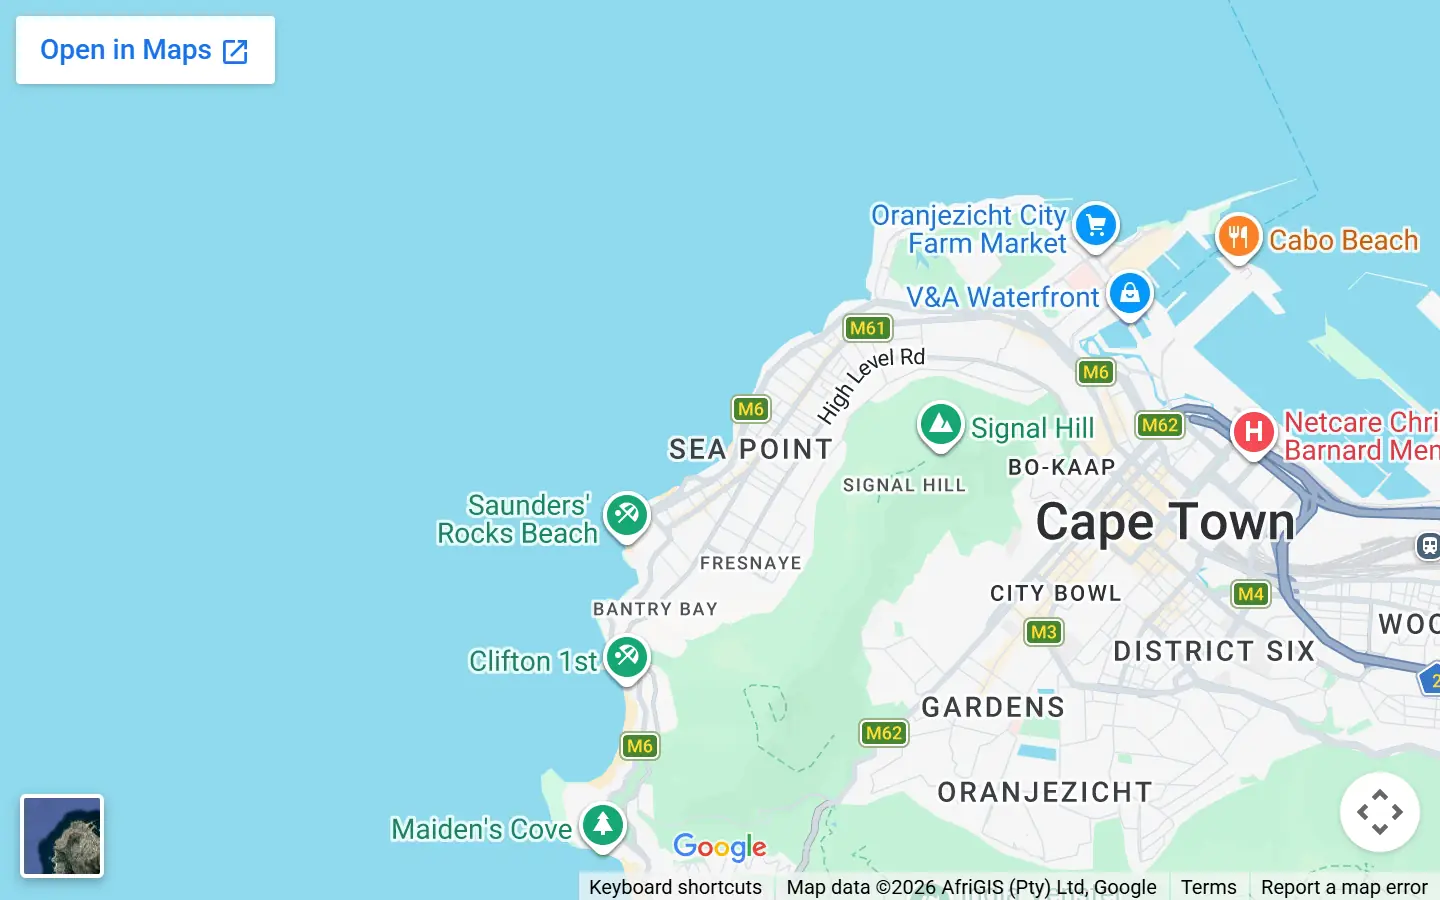 Open in Maps
Oranjezicht City
Farm Market
Cabo Beach
V&A Waterfront
M61
High Level Rd
M6
M6
Signal Hill
M62
Netcare Chri
Barnard Mem
SEA POINT
BO-KAAP
SIGNAL HILL
Saunders'
Rocks Beach
Cape Town
FRESNAYE
CITY BOWL
M4
BANTRY BAY
M3
WOO
DISTRICT SIX
Clifton 1st
2
GARDENS
M62
M6
ORANJEZICHT
Maiden's Cove
Google
Keyboard shortcuts
Map data ©2026 AfriGIS (Pty) Ltd, Google
Terms
Report a map error